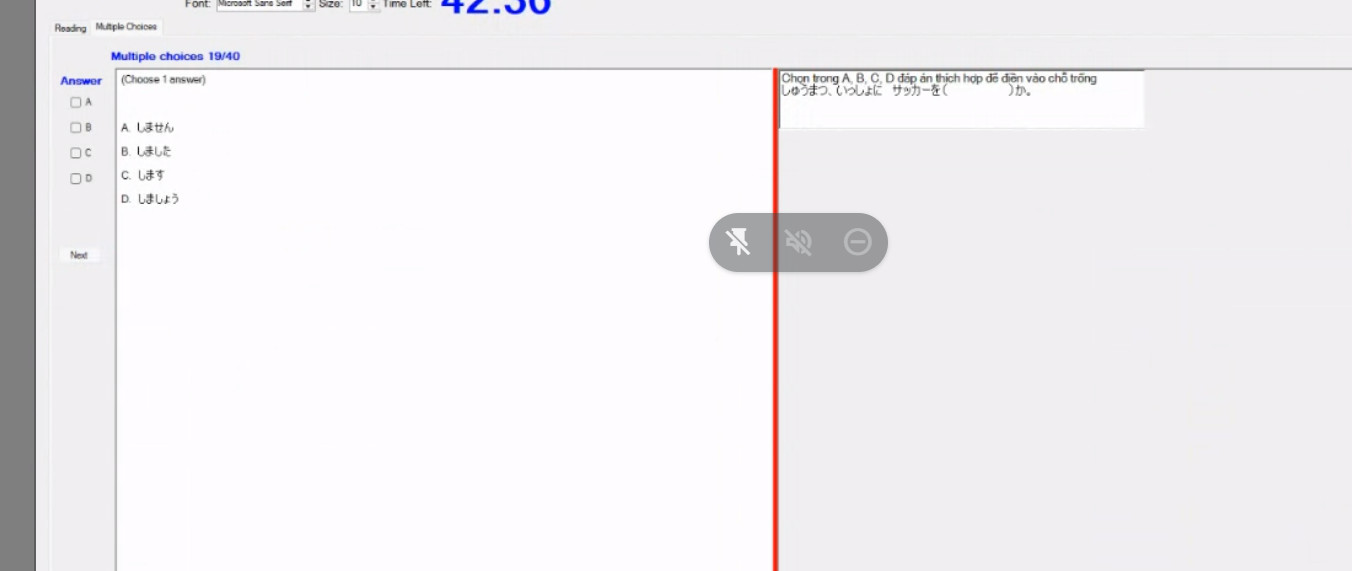 Font: Microsoft Sans Serif Size: 10 Time Left: 42:36
Reading Multiple Choices
Multiple choices 19/40
Answer
(Choose 1 answer)
A
B
C
D
A. しません
B. しました
C. します
D. しましょう
Next
Chọn trong A, B, C, D đáp án thích hợp để điền vào chỗ trống
しゅうまつ、いっしょに サッカーを( )か。